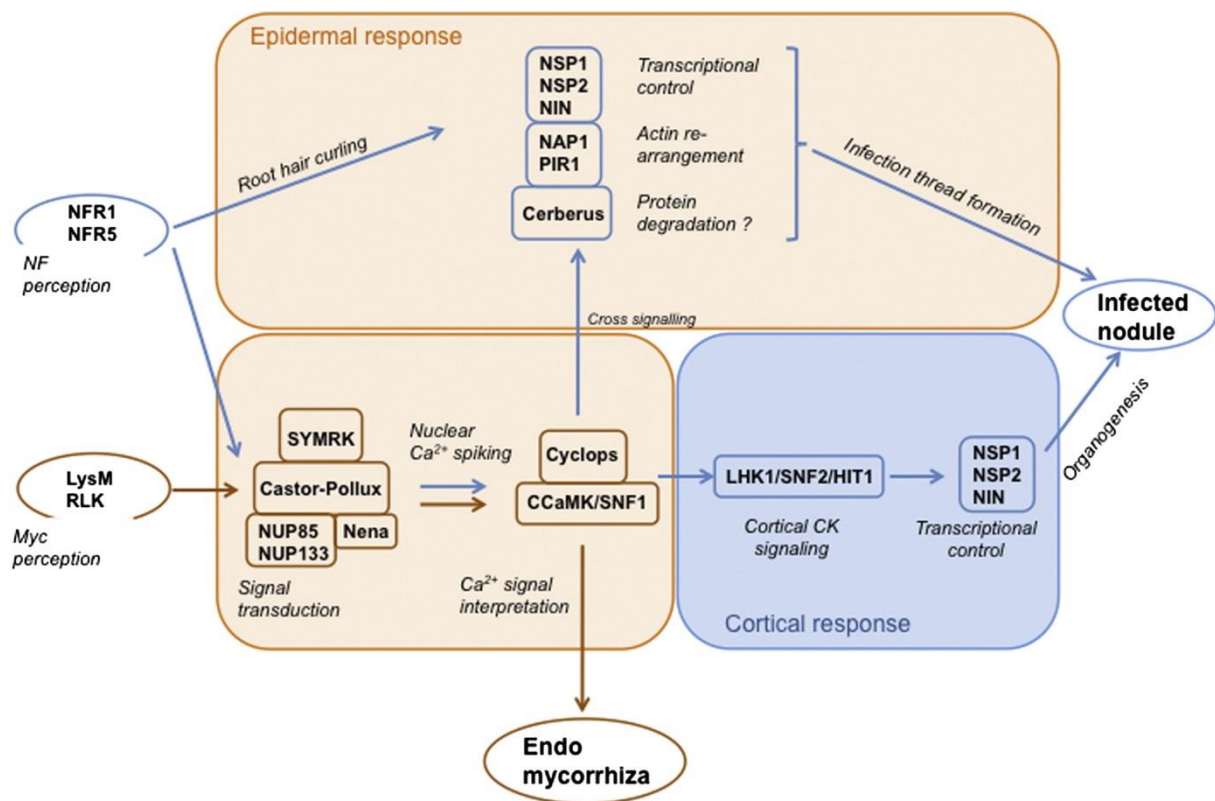 Epidermal response
NSP1
NSP2
NIN
Transcriptional
control
NAP1
PIR1
Actin re-
arrangement
Cerberus
Protein
degradation ?
Root hair curling
Infection thread formation
NFR1
NFR5
NF
perception
Infected
nodule
Cross signalling
SYMRK
Castor-Pollux
NUP85
NUP133
Nena
Signal
transduction
Nuclear
Ca²⁺ spiking
Cyclops
CCaMK/SNF1
Ca²⁺ signal
interpretation
LysM
RLK
Myc
perception
LHK1/SNF2/HIT1
Cortical CK
signaling
NSP1
NSP2
NIN
Transcriptional
control
Organogenesis
Cortical response
Endo
mycorrhiza